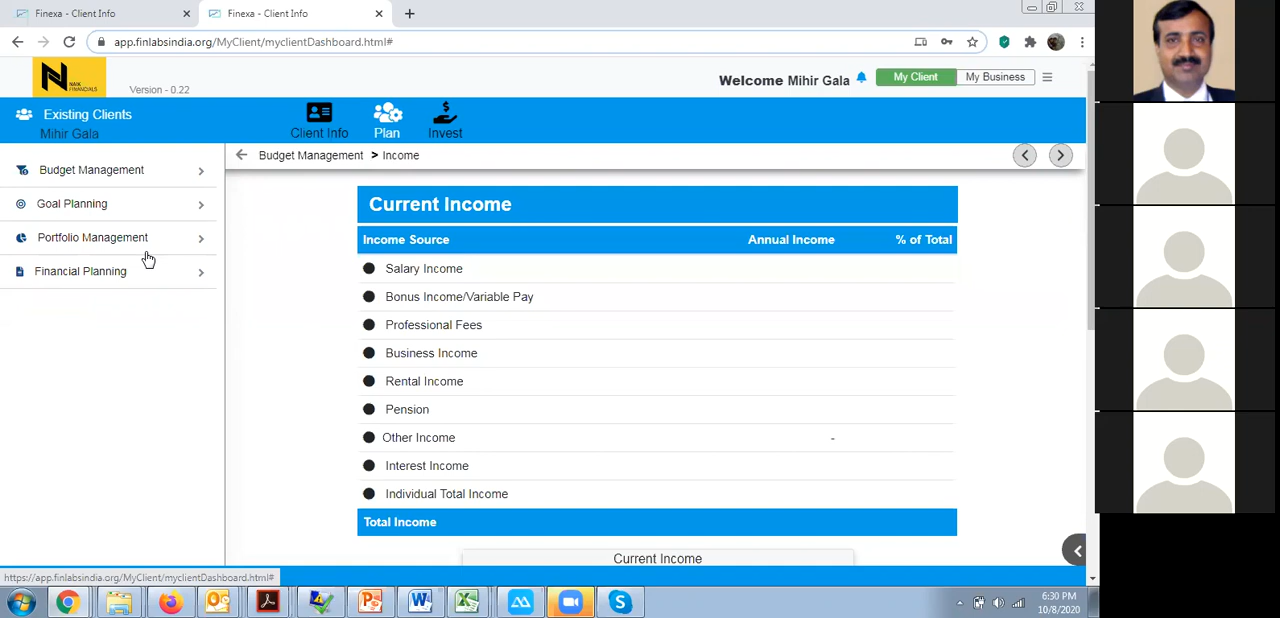 Finexa - Client Info
Finexa - Client Info
app.finlabsindia.org/MyClient/myclientDashboard.html#
N
NAIK FINANCIALS
Version - 0.22
Welcome Mihir Gala
My Client
My Business
Existing Clients
Mihir Gala
Client Info
Plan
Invest
Budget Management
Goal Planning
Portfolio Management
Financial Planning
Budget Management > Income
Current Income
Income Source Annual Income % of Total
Salary Income
Bonus Income/Variable Pay
Professional Fees
Business Income
Rental Income
Pension
Other Income -
Interest Income
Individual Total Income
Total Income
Current Income
https://app.finlabsindia.org/MyClient/myclientDashboard.html#
6:30 PM
10/8/2020